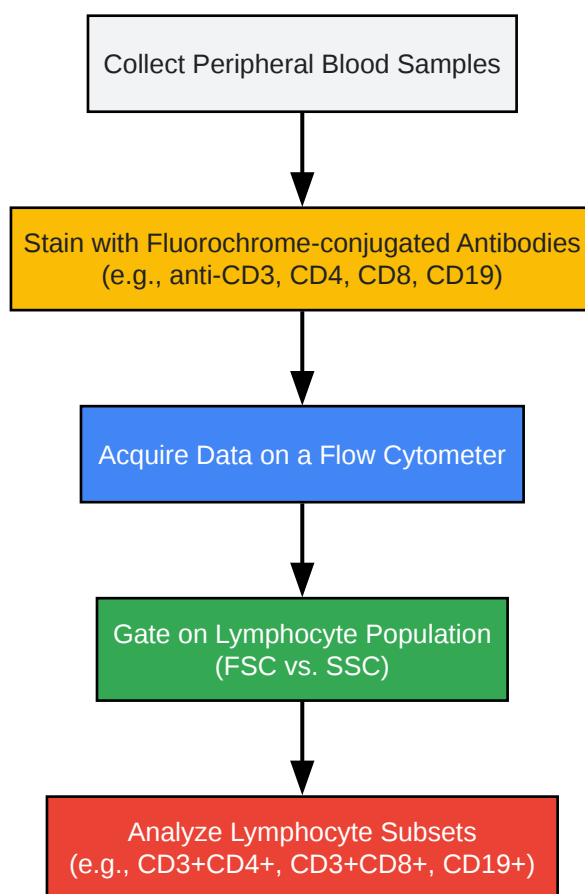 Collect Peripheral Blood Samples
Stain with Fluorochrome-conjugated Antibodies
(e.g., anti-CD3, CD4, CD8, CD19)
Acquire Data on a Flow Cytometer
Gate on Lymphocyte Population
(FSC vs. SSC)
Analyze Lymphocyte Subsets
(e.g., CD3+CD4+, CD3+CD8+, CD19+)